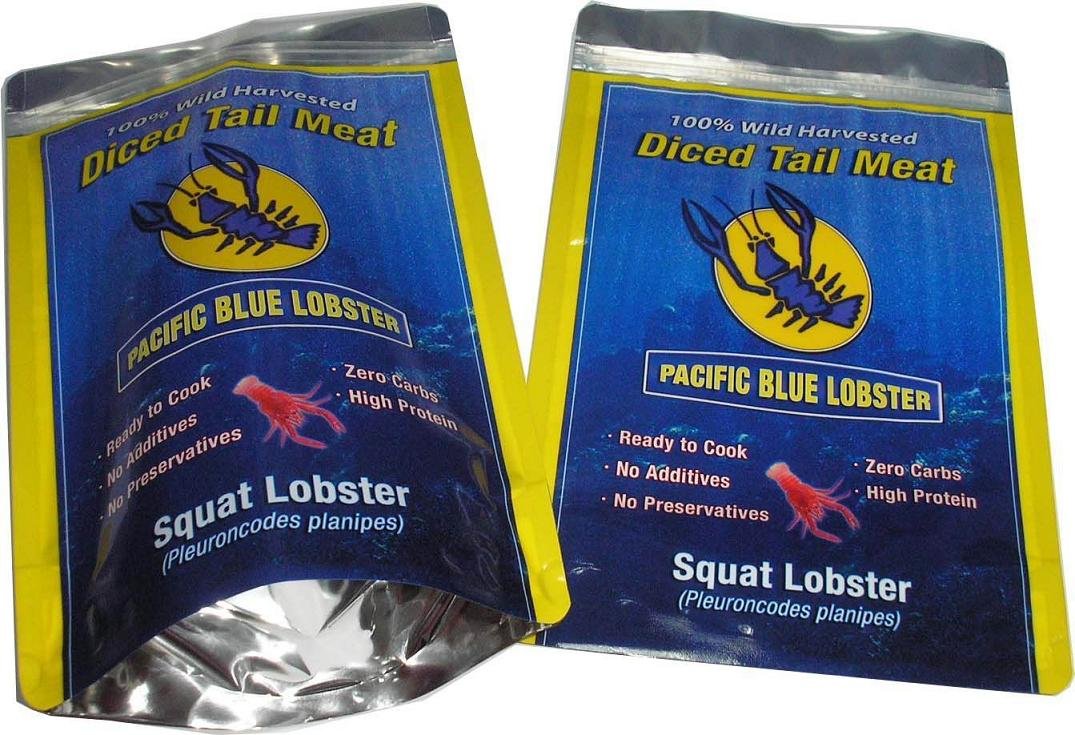 100% Wild Harvested
Diced Tail Meat
PACIFIC BLUE LOBSTER
· Ready to Cook
· No Additives
· No Preservatives
· Zero Carbs
· High Protein
Squat Lobster
(Pleuroncodes planipes)
100% Wild Harvested
Diced Tail Meat
PACIFIC BLUE LOBSTER
· Ready to Cook
· No Additives
· No Preservatives
· Zero Carbs
· High Protein
Squat Lobster
(Pleuroncodes planipes)